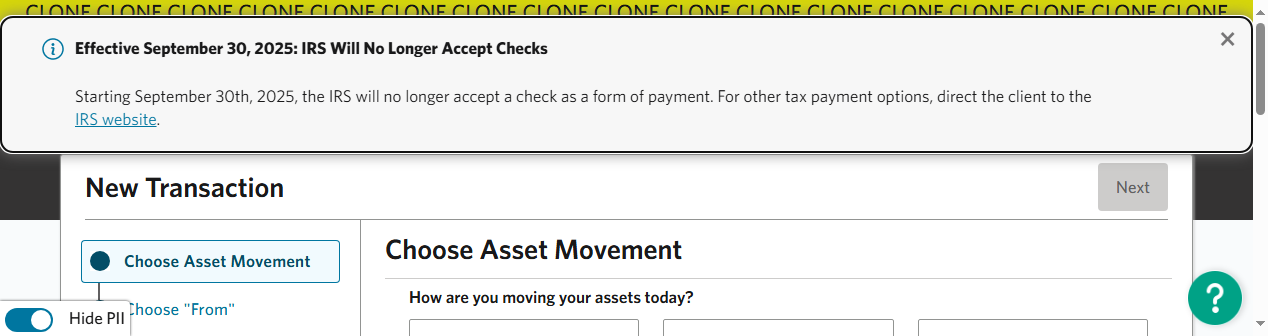 CLONE CLONE CLONE CLONE CLONE CLONE CLONE CLONE CLONE CLONE CLONE CLONE CLONE CLONE CLONE CLONE CLONE
Effective September 30, 2025: IRS Will No Longer Accept Checks
Starting September 30th, 2025, the IRS will no longer accept a check as a form of payment. For other tax payment options, direct the client to the
IRS website.
New Transaction
Next
Choose Asset Movement
Choose "From"
Hide PII
Choose Asset Movement
How are you moving your assets today?